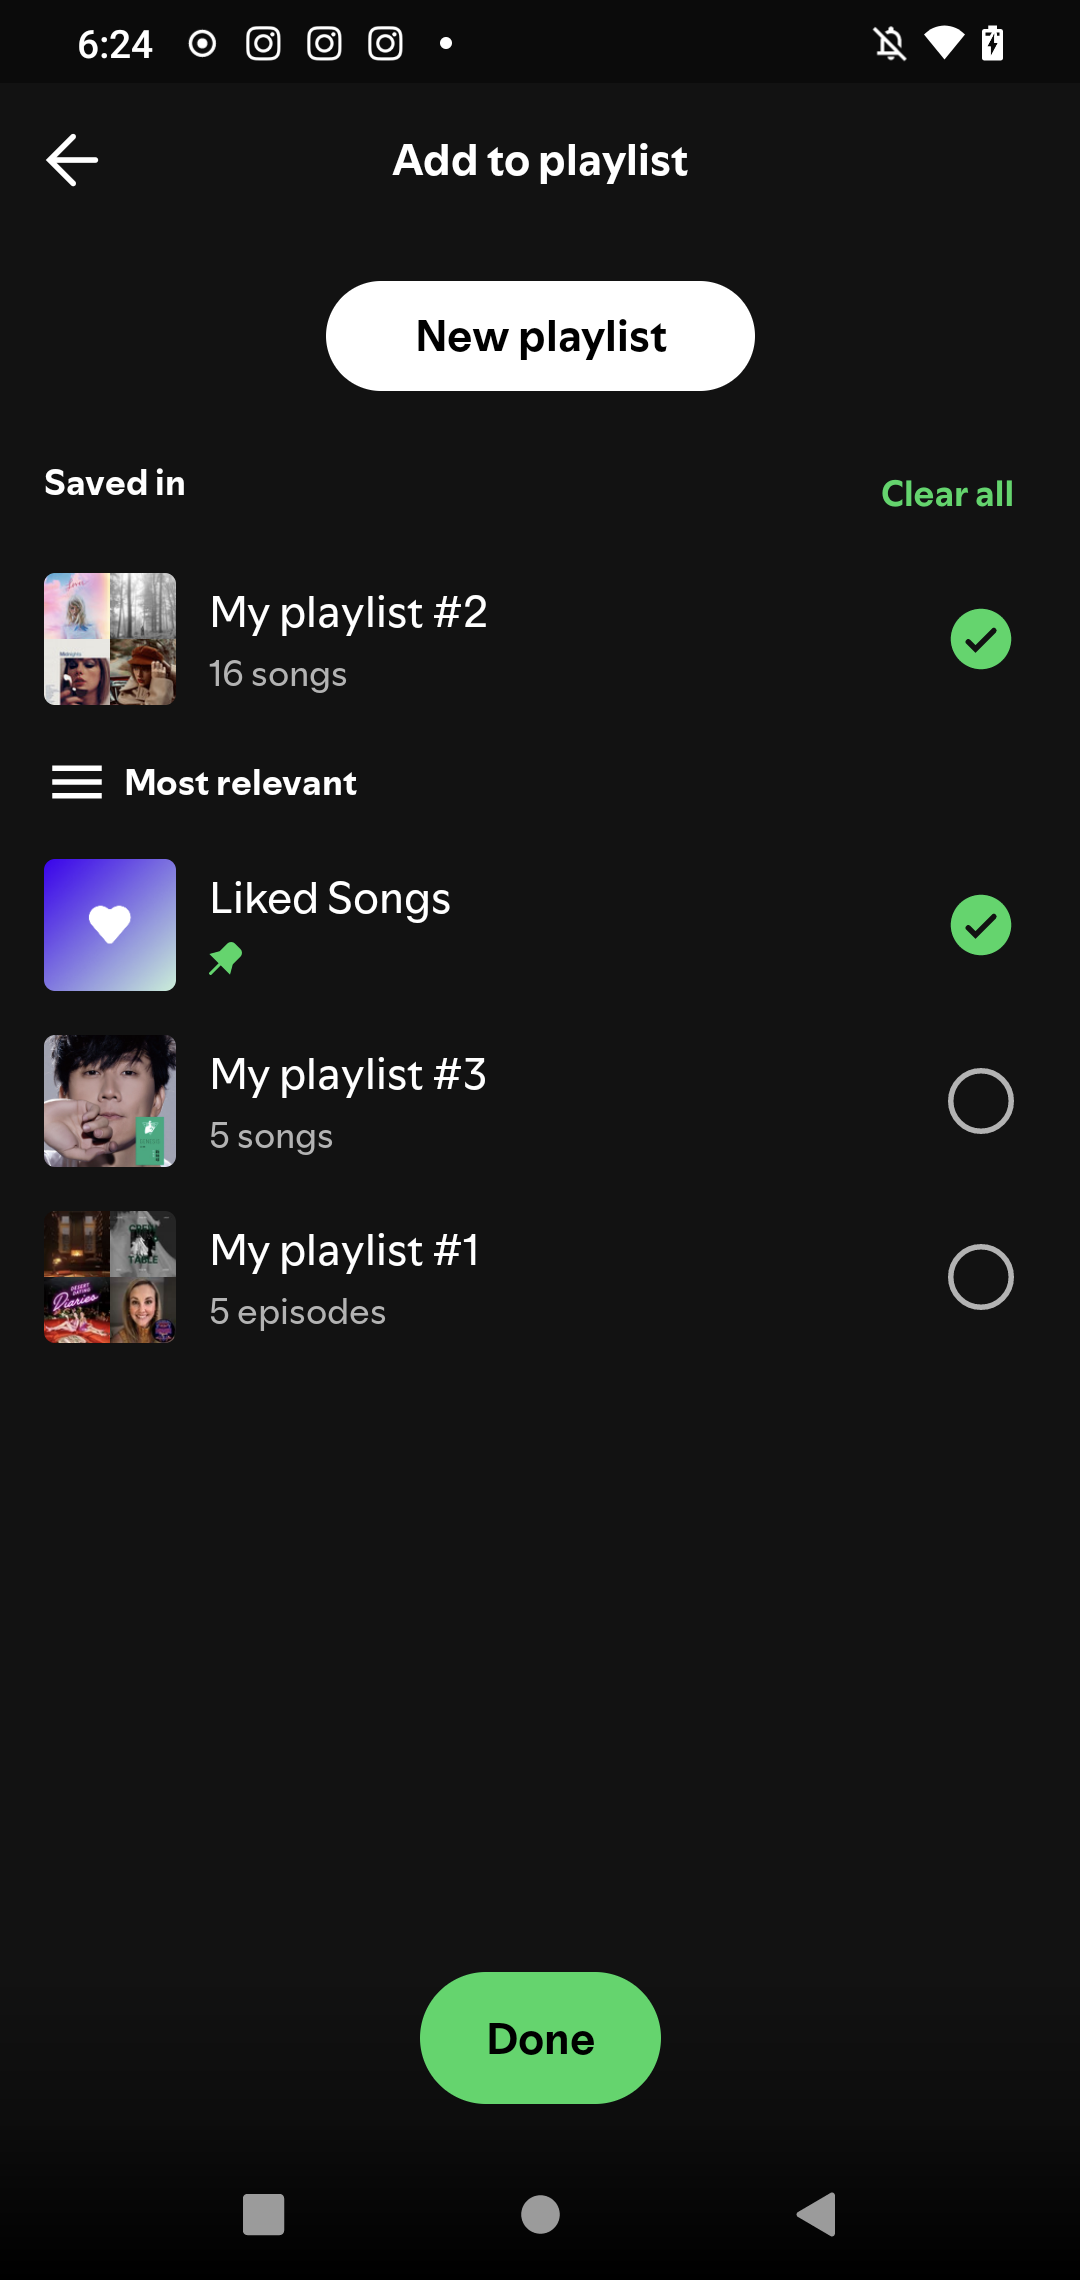 6:24
Add to playlist
New playlist
Saved in
Clear all
My playlist #2
16 songs
Most relevant
Liked Songs
My playlist #3
5 songs
My playlist #1
5 episodes
Done